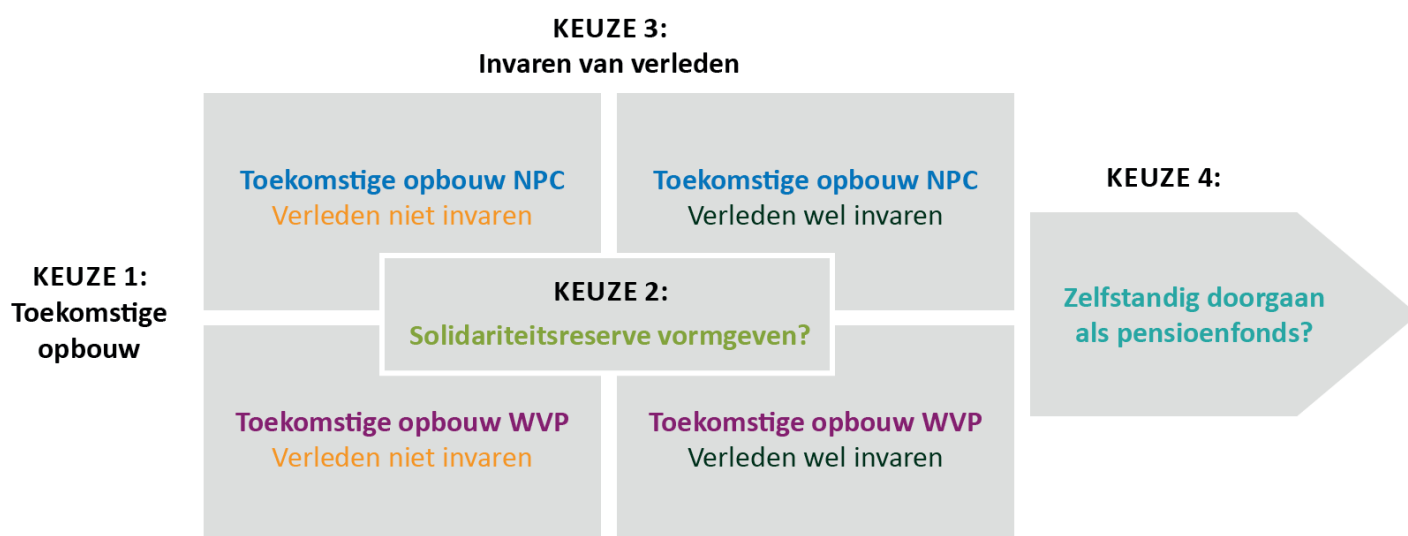 KEUZE 3:
Invaren van verleden
Toekomstige opbouw NPC
Verleden niet invaren
Toekomstige opbouw NPC
Verleden wel invaren
KEUZE 4:
KEUZE 1:
Toekomstige
opbouw
KEUZE 2:
Solidariteitsreserve vormgeven?
Zelfstandig doorgaan
als pensioenfonds?
Toekomstige opbouw WVP
Verleden niet invaren
Toekomstige opbouw WVP
Verleden wel invaren